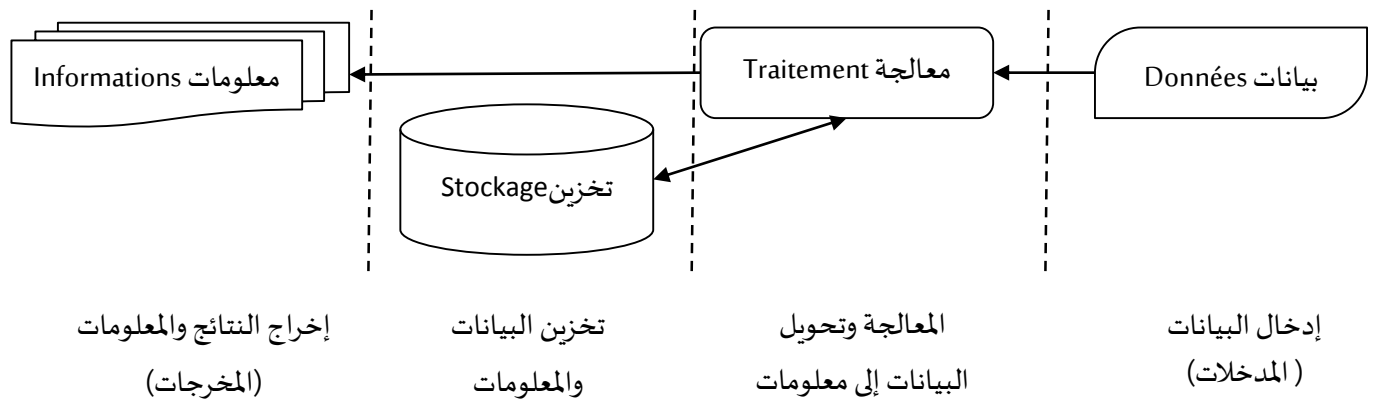 بيانات Données
معالجة Traitement
معلومات Informations
تخزين Stockage
إدخال البيانات
( المدخلات)
المعالجة وتحويل
البيانات إلى معلومات
تخزين البيانات
والمعلومات
إخراج النتائج والمعلومات
(المخرجات)